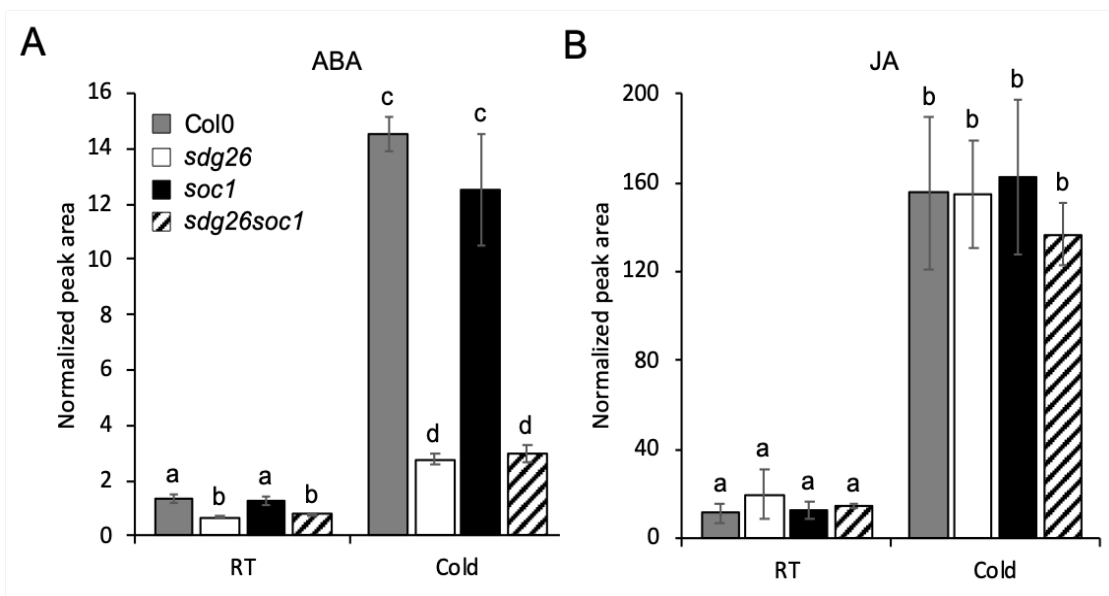 A
ABA
16
14
12
10
8
6
4
2
0
Normalized peak area
Col0
sdg26
soc1
sdg26soc1
a
b
a
b
c
d
c
d
RT
Cold
B
JA
200
160
120
80
40
0
Normalized peak area
a
a
a
a
b
b
b
b
RT
Cold